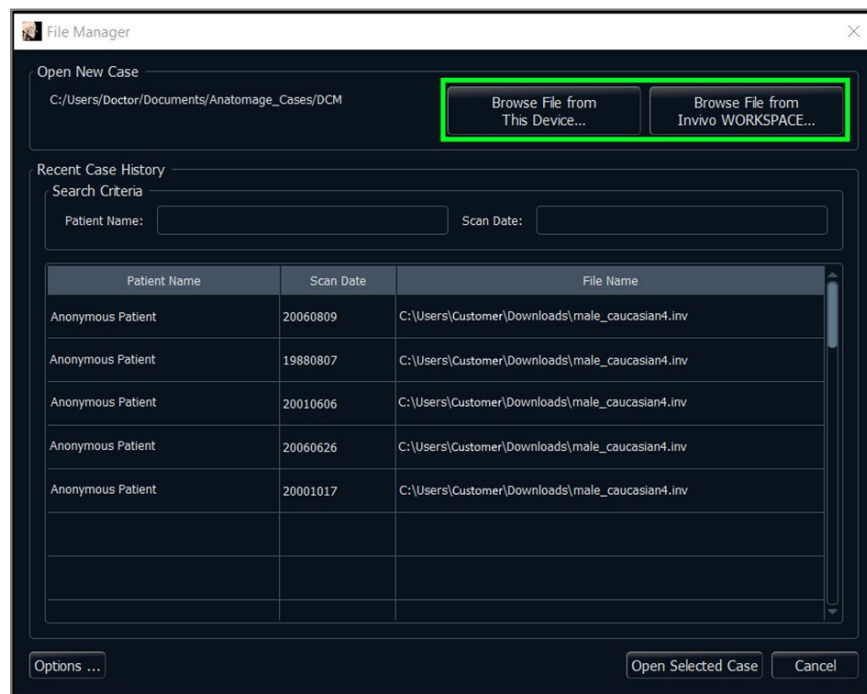 File Manager
Open New Case
C:/Users/Doctor/Documents/Anatomage_Cases/DCM
Browse File from
This Device...
Browse File from
Invivo WORKSPACE...
Recent Case History
Search Criteria
Patient Name:
Scan Date:
Patient Name Scan Date File Name
Anonymous Patient 20060809 C:\Users\Customer\Downloads\male_caucasian4.inv
Anonymous Patient 19880807 C:\Users\Customer\Downloads\male_caucasian4.inv
Anonymous Patient 20010606 C:\Users\Customer\Downloads\male_caucasian4.inv
Anonymous Patient 20060626 C:\Users\Customer\Downloads\male_caucasian4.inv
Anonymous Patient 20001017 C:\Users\Customer\Downloads\male_caucasian4.inv
Options ... Open Selected Case Cancel